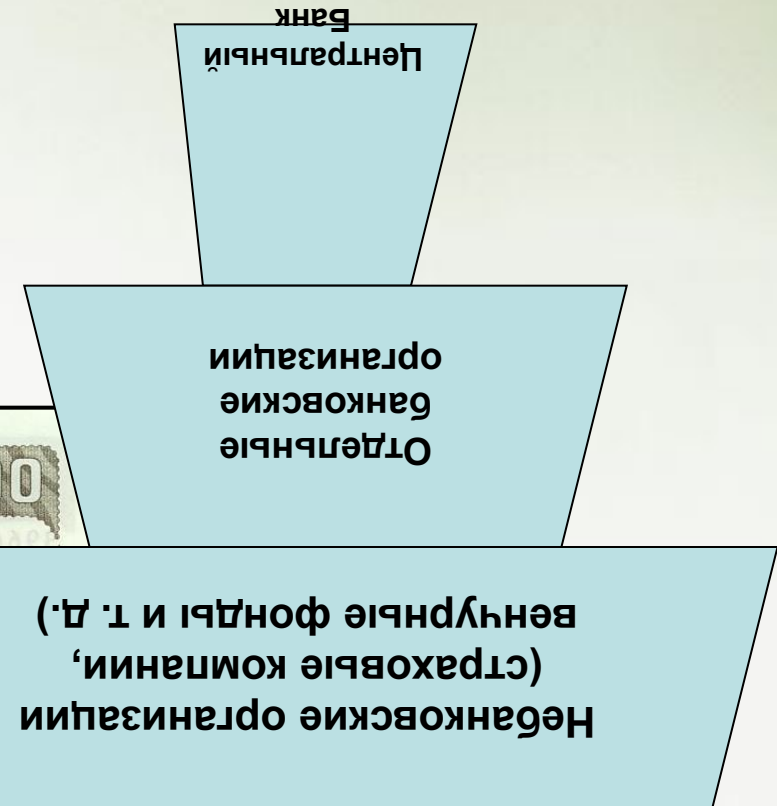 Небанковские организации
(страховые компании,
венчурные фонды и т. д.)
Отдельные
банковские
организации
Центральный
Банк